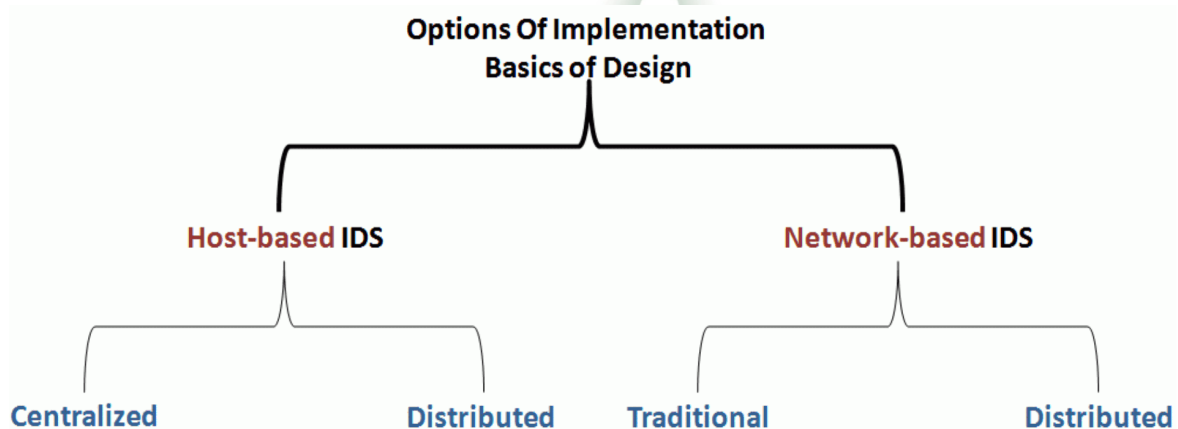 Options Of Implementation
Basics of Design
Host-based IDS
Network-based IDS
Centralized
Distributed
Traditional
Distributed